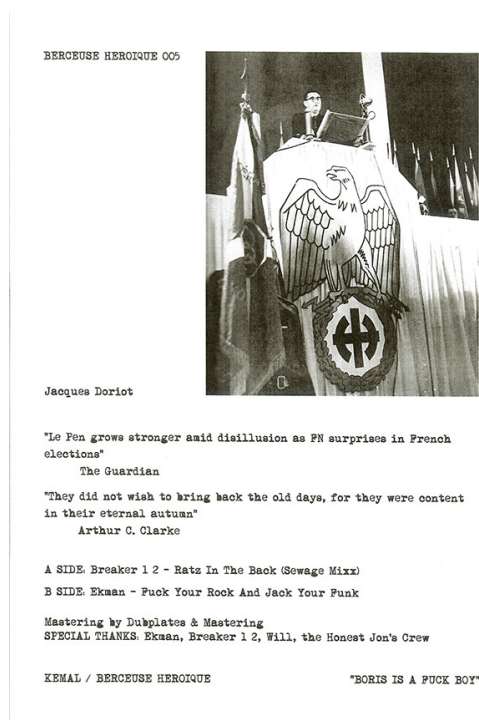 BERCEUSE HEROIQUE 005
Jacques Doriot
"Le Pen grows stronger amid disillusion as FN surprises in French
elections"
The Guardian
"They did not wish to bring back the old days, for they were content
in their eternal autumn"
Arthur C. Clarke
A SIDE: Breaker 1 2 - Ratz In The Back (Sewage Mixx)
B SIDE: Ekman - Fuck Your Rock And Jack Your Funk
Mastering by Dubplates & Mastering
SPECIAL THANKS: Ekman, Breaker 1 2, Will, the Honest Jon's Crew
KEMAL / BERCEUSE HEROIQUE
"BORIS IS A FUCK BOY"